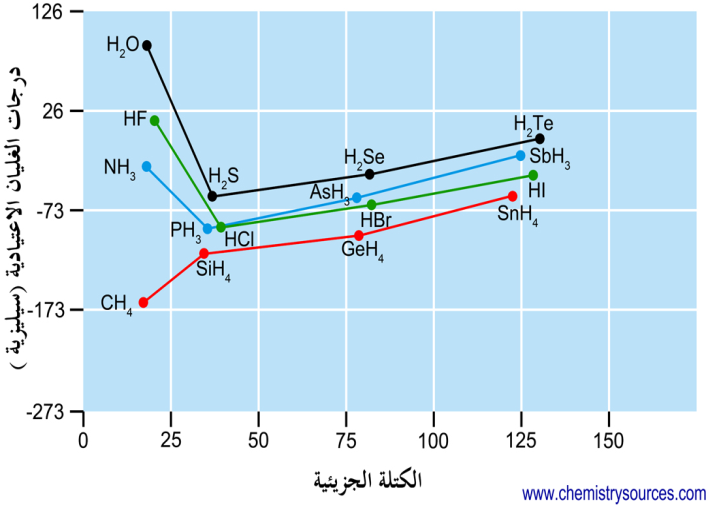 126
H2O
HF
26
H2Te
NH3
H2S
H2Se
SbH3
AsH3
HI
-73
PH3
HCl
HBr
SnH4
SiH4
GeH4
CH4
-173
-273
0 25 50 75 100 125 150
درجات الغليان الاعتيادية (سيليزية )
الكتلة الجزيئية
www.chemistrysources.com